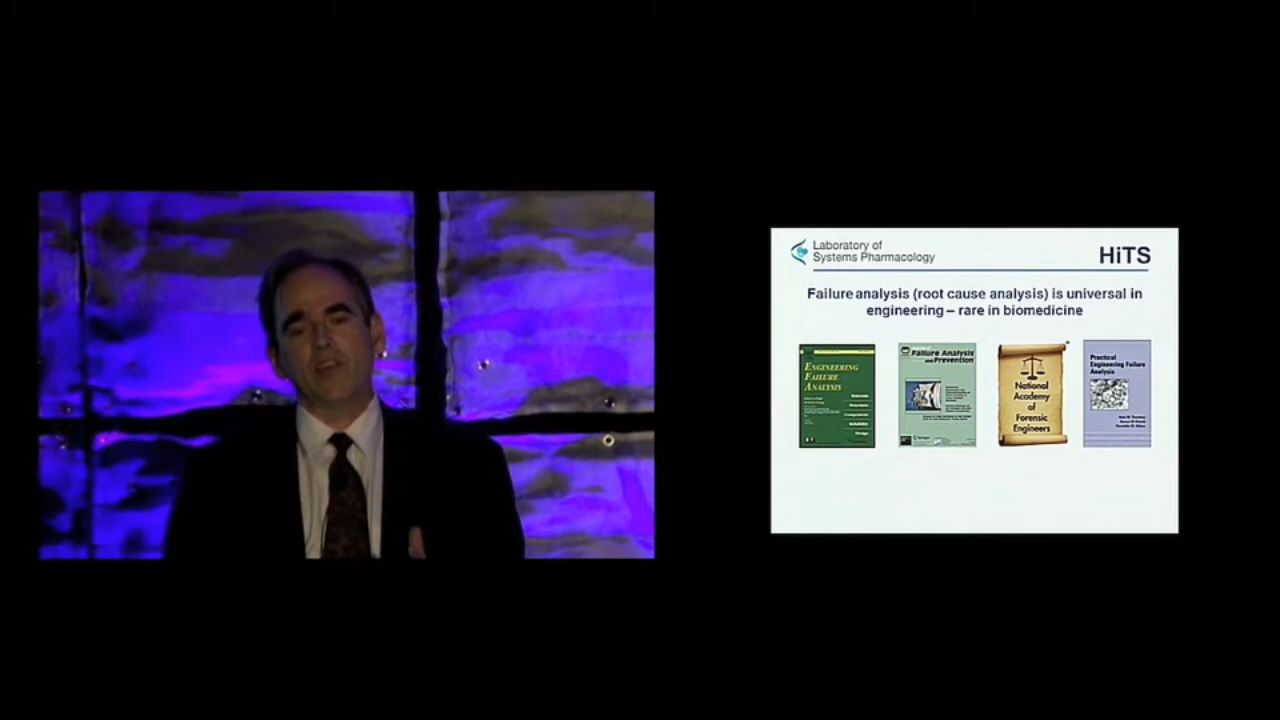 Laboratory of
Systems Pharmacology
HiTS
Failure analysis (root cause analysis) is universal in
engineering – rare in biomedicine
ENGINEERING
FAILURE
ANALYSIS
Failure Analysis
and Prevention
National
Academy
of
Forensic
Engineers
Practical
Engineering Failure
Analysis